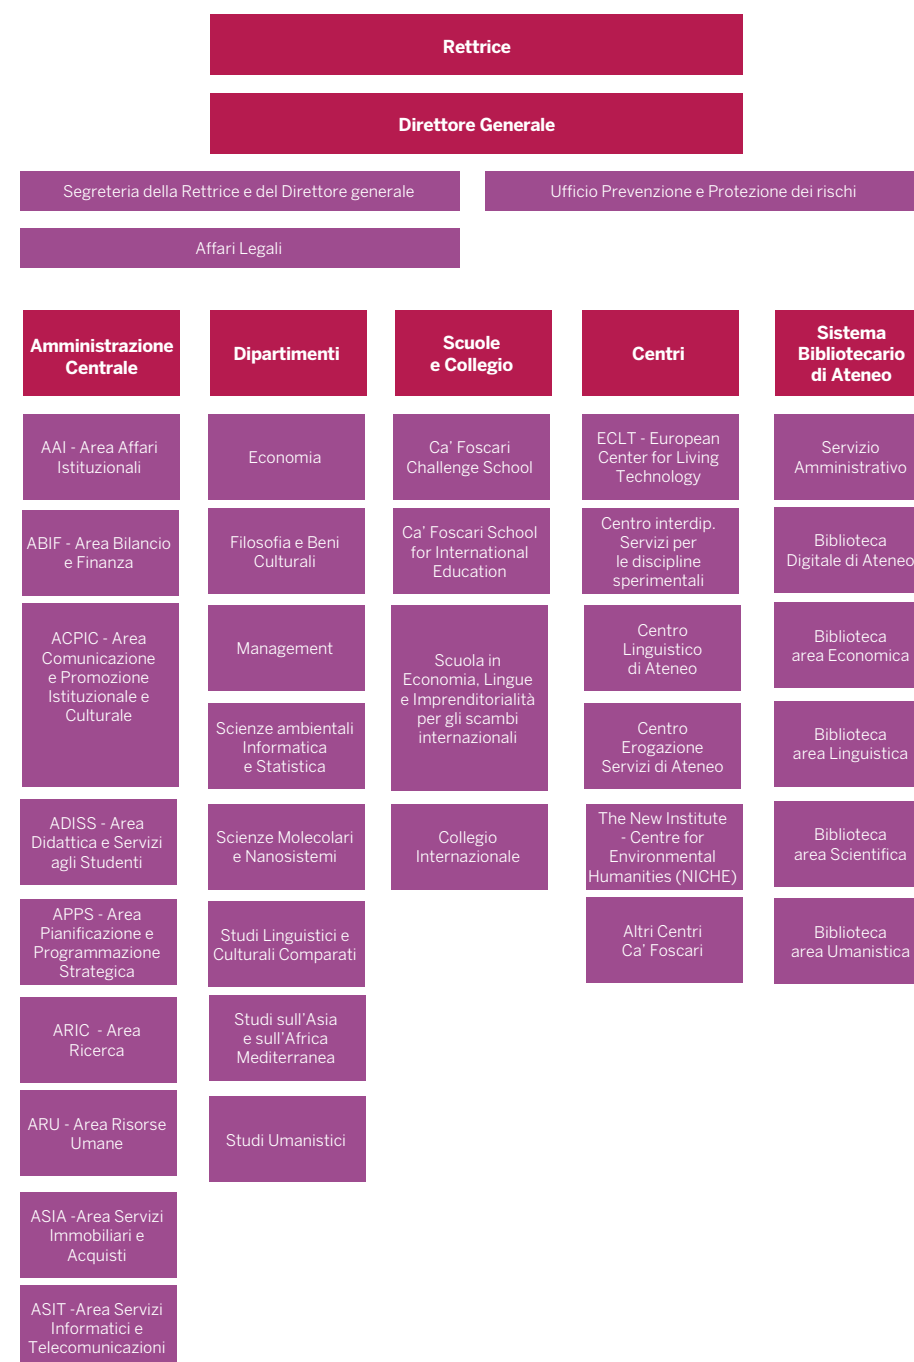 Rettrice
Direttore Generale
Segreteria della Rettrice e del Direttore generale
Ufficio Prevenzione e Protezione dei rischi
Affari Legali
Amministrazione
Centrale
AAI - Area Affari
Istituzionali
ABIF - Area Bilancio
e Finanza
ACPIC - Area
Comunicazione
e Promozione
Istituzionale e
Culturale
ADISS - Area
Didattica e Servizi
agli Studenti
APPS - Area
Pianificazione e
Programmazione
Strategica
ARIC - Area
Ricerca
ARU - Area Risorse
Umane
ASIA -Area Servizi
Immobiliari e
Acquisti
ASIT -Area Servizi
Informatici e
Telecomunicazioni
Dipartimenti
Economia
Filosofia e Beni
Culturali
Management
Scienze ambientali
Informatica
e Statistica
Scienze Molecolari
e Nanosistemi
Studi Linguistici e
Culturali Comparati
Studi sull'Asia
e sull'Africa
Mediterranea
Studi Umanistici
Scuole
e Collegio
Ca' Foscari
Challenge School
Ca' Foscari School
for International
Education
Scuola in
Economia, Lingue
e Imprenditorialità
per gli scambi
internazionali
Collegio
Internazionale
Centri
ECLT - European
Center for Living
Technology
Centro interdip.
Servizi per
le discipline
sperimentali
Centro
Linguistico
di Ateneo
Centro
Erogazione
Servizi di Ateneo
The New Institute
- Centre for
Environmental
Humanities (NICHE)
Altri Centri
Ca' Foscari
Sistema
Bibliotecario
di Ateneo
Servizio
Amministrativo
Biblioteca
Digitale di Ateneo
Biblioteca
area Economica
Biblioteca
area Linguistica
Biblioteca
area Scientifica
Biblioteca
area Umanistica